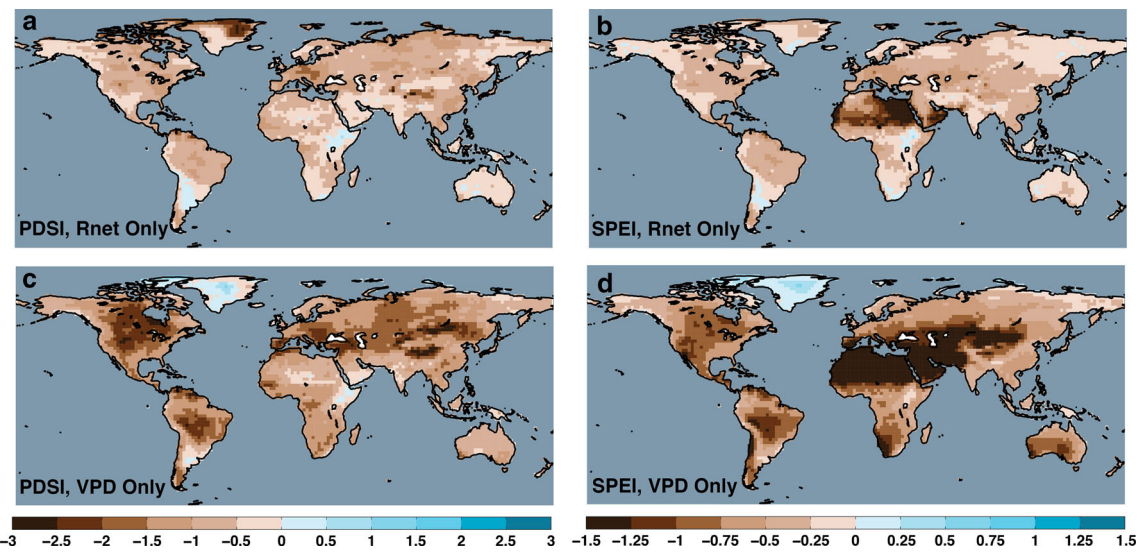 a
b
PDSI, Rnet Only
SPEI, Rnet Only
c
d
PDSI, VPD Only
SPEI, VPD Only
−3 −2.5 −2 −1.5 −1 −0.5 0 0.5 1 1.5 2 2.5 3
−1.5 −1.25 −1 −0.75 −0.5 −0.25 0 0.25 0.5 0.75 1 1.25 1.5